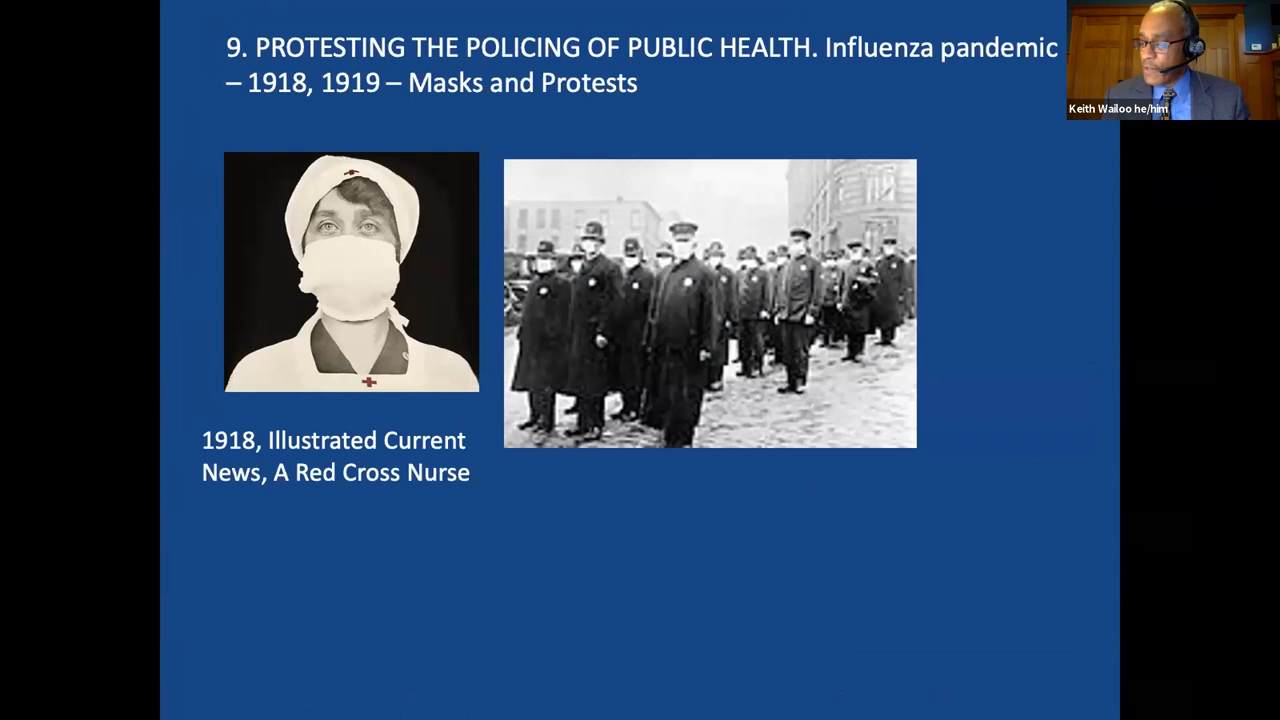 9. PROTESTING THE POLICING OF PUBLIC HEALTH. Influenza pandemic
– 1918, 1919 – Masks and Protests
Keith Wailoo he/him
1918, Illustrated Current
News, A Red Cross Nurse